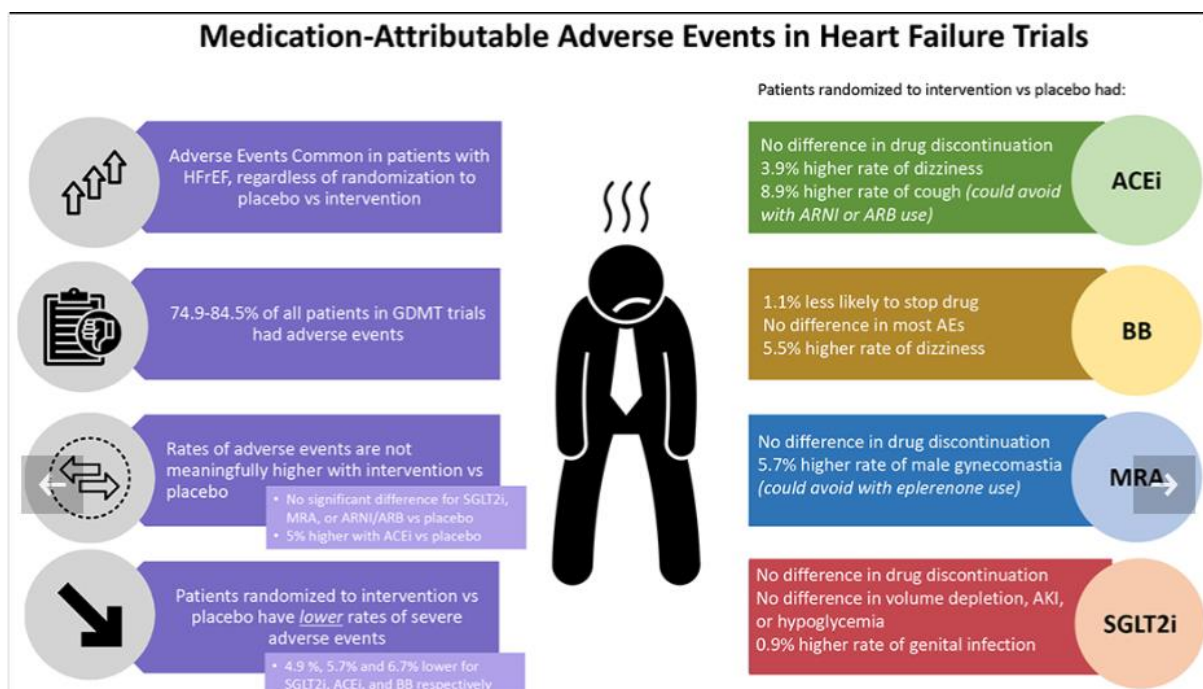 Medication-Attributable Adverse Events in Heart Failure Trials
Adverse Events Common in patients with
HFrEF, regardless of randomization to
placebo vs intervention
74.9-84.5% of all patients in GDMT trials
had adverse events
Rates of adverse events are not
meaningfully higher with intervention vs
placebo
• No significant difference for SGLT2i,
MRA, or ARNI/ARB vs placebo
• 5% higher with ACEi vs placebo
Patients randomized to intervention vs
placebo have lower rates of severe
adverse events
• 4.9 %, 5.7% and 6.7% lower for
SGLT2i, ACEi, and BB respectively
Patients randomized to intervention vs placebo had:
No difference in drug discontinuation
3.9% higher rate of dizziness
8.9% higher rate of cough (could avoid
with ARNI or ARB use)
ACEi
1.1% less likely to stop drug
No difference in most AEs
5.5% higher rate of dizziness
BB
No difference in drug discontinuation
5.7% higher rate of male gynecomastia
(could avoid with eplerenone use)
MRA
No difference in drug discontinuation
No difference in volume depletion, AKI,
or hypoglycemia
0.9% higher rate of genital infection
SGLT2i